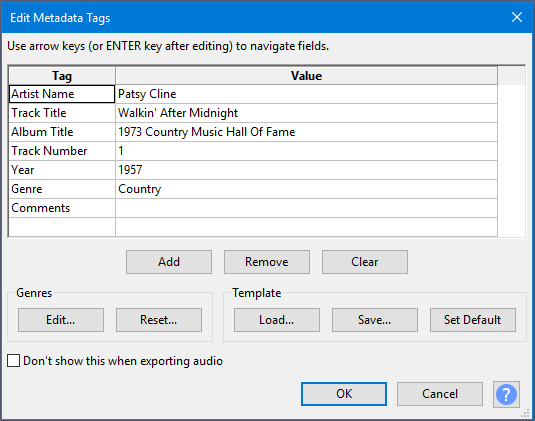 Edit Metadata Tags
Use arrow keys (or ENTER key after editing) to navigate fields.
Tag Value
Artist Name Patsy Cline
Track Title Walkin' After Midnight
Album Title 1973 Country Music Hall Of Fame
Track Number 1
Year 1957
Genre Country
Comments
Add Remove Clear
Genres Template
Edit... Reset... Load... Save... Set Default
Don't show this when exporting audio
OK Cancel ?